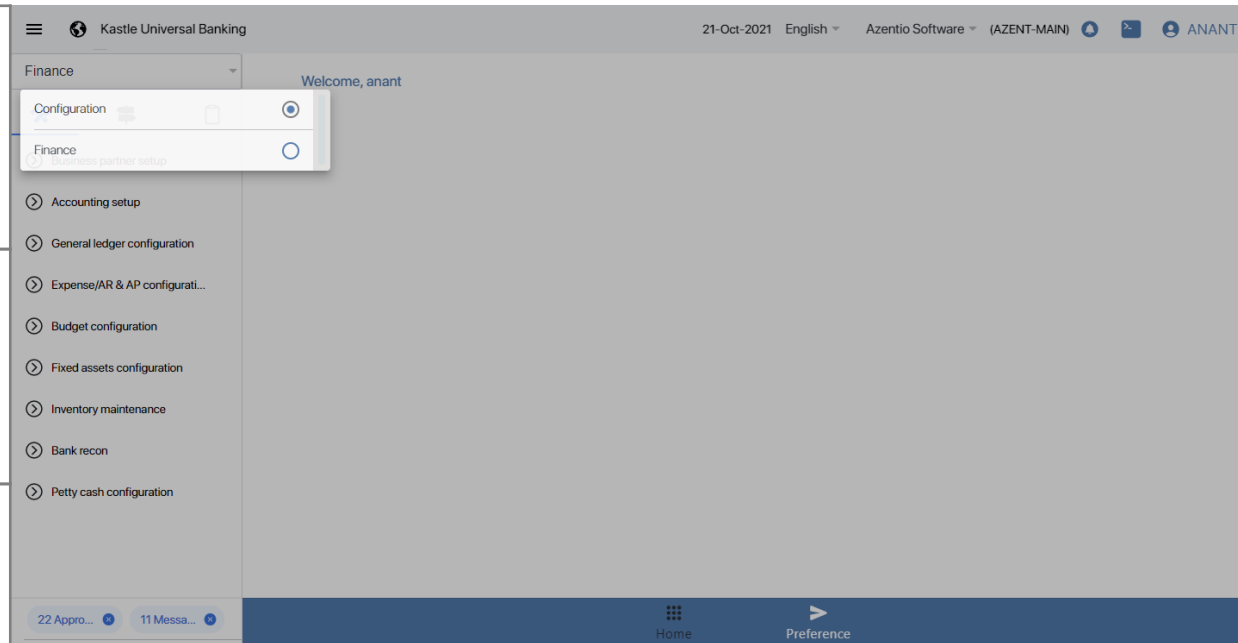 Kastle Universal Banking
21-Oct-2021 English Azentio Software (AZENT-MAIN) ANANT
Finance
Welcome, anant
Configuration
Finance
Business partner setup
Accounting setup
General ledger configuration
Expense/AR & AP configurati...
Budget configuration
Fixed assets configuration
Inventory maintenance
Bank recon
Petty cash configuration
22 Appro... 11 Messa...
Home Preference